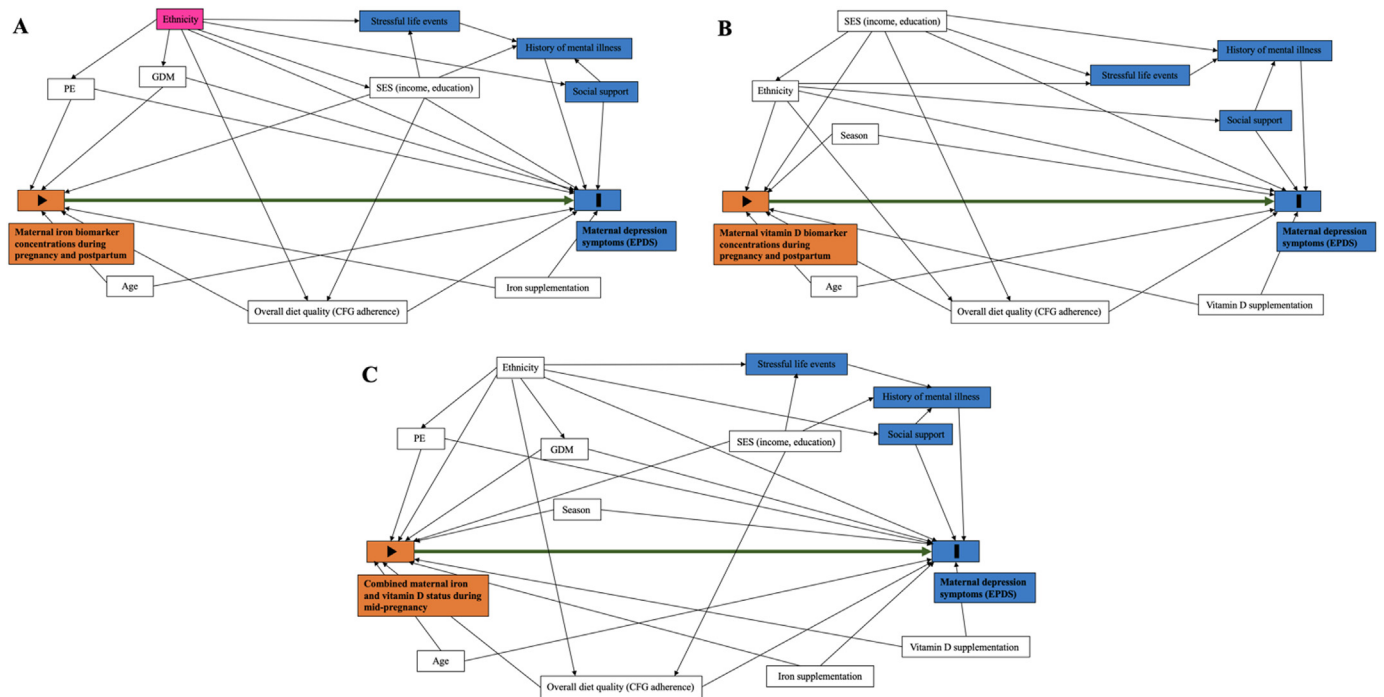 A
Ethnicity
Stressful life events
History of mental illness
PE
GDM
SES (income, education)
Social support
Maternal iron biomarker
concentrations during
pregnancy and postpartum
Maternal depression
symptoms (EPDS)
Age
Iron supplementation
Overall diet quality (CFG adherence)
B
SES (income, education)
History of mental illness
Stressful life events
Ethnicity
Social support
Season
Maternal vitamin D biomarker
concentrations during
pregnancy and postpartum
Maternal depression
symptoms (EPDS)
Age
Vitamin D supplementation
Overall diet quality (CFG adherence)
C
Ethnicity
Stressful life events
History of mental illness
PE
GDM
SES (income, education)
Social support
Season
Combined maternal iron
and vitamin D status during
mid-pregnancy
Maternal depression
symptoms (EPDS)
Vitamin D supplementation
Age
Iron supplementation
Overall diet quality (CFG adherence)